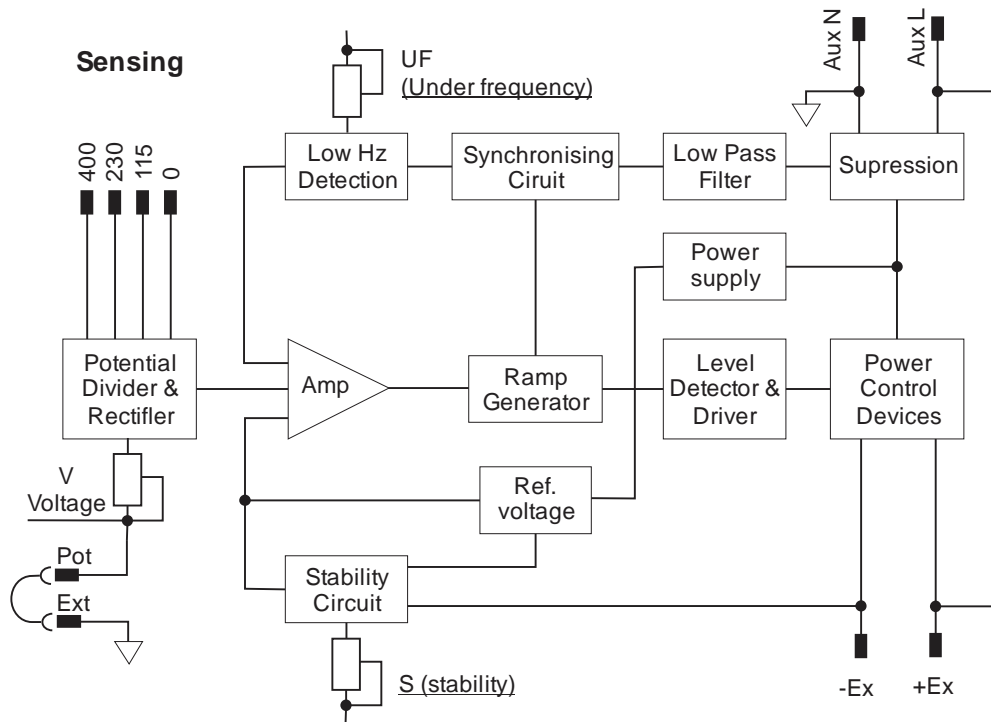 Aux N
Aux L
Sensing
UF
(Under frequency)
400
230
115
0
Low Hz
Detection
Synchronising
Ciruit
Low Pass
Filter
Supression
Power
supply
Potential
Divider &
Rectifler
Amp
Ramp
Generator
Level
Detector &
Driver
Power
Control
Devices
V
Voltage
Ref.
voltage
Pot
Ext
Stability
Circuit
S (stability)
-Ex
+Ex